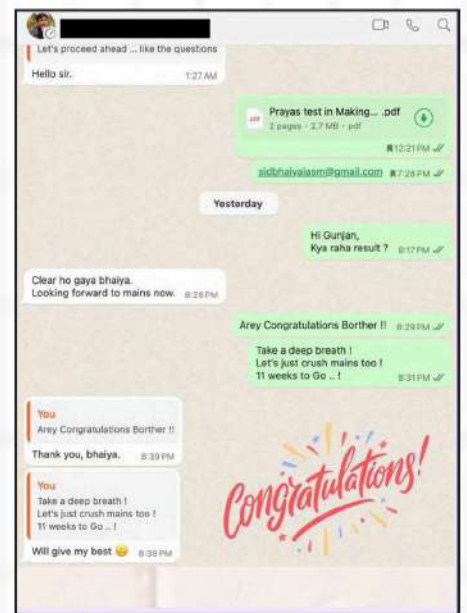 Let's proceed ahead ... like the questions
Hello sir.
1:27 AM
Prayas test in Making... .pdf
2 pages • 2.7 MB • pdf
12:21 PM
sidbhaiyaiasm@gmail.com 7:28 PM
Yesterday
Hi Gunjan,
Kya raha result ? 8:17 PM
Clear ho gaya bhaiya.
Looking forward to mains now. 8:28 PM
Arey Congratulations Borther !! 8:29 PM
Take a deep breath !
Let's just crush mains too !
11 weeks to Go .. ! 8:31 PM
You
Arey Congratulations Borther !!
Thank you, bhaiya. 8:39 PM
You
Take a deep breath !
Let's just crush mains too !
11 weeks to Go .. !
Will give my best 😊 8:39 PM
Congratulations!